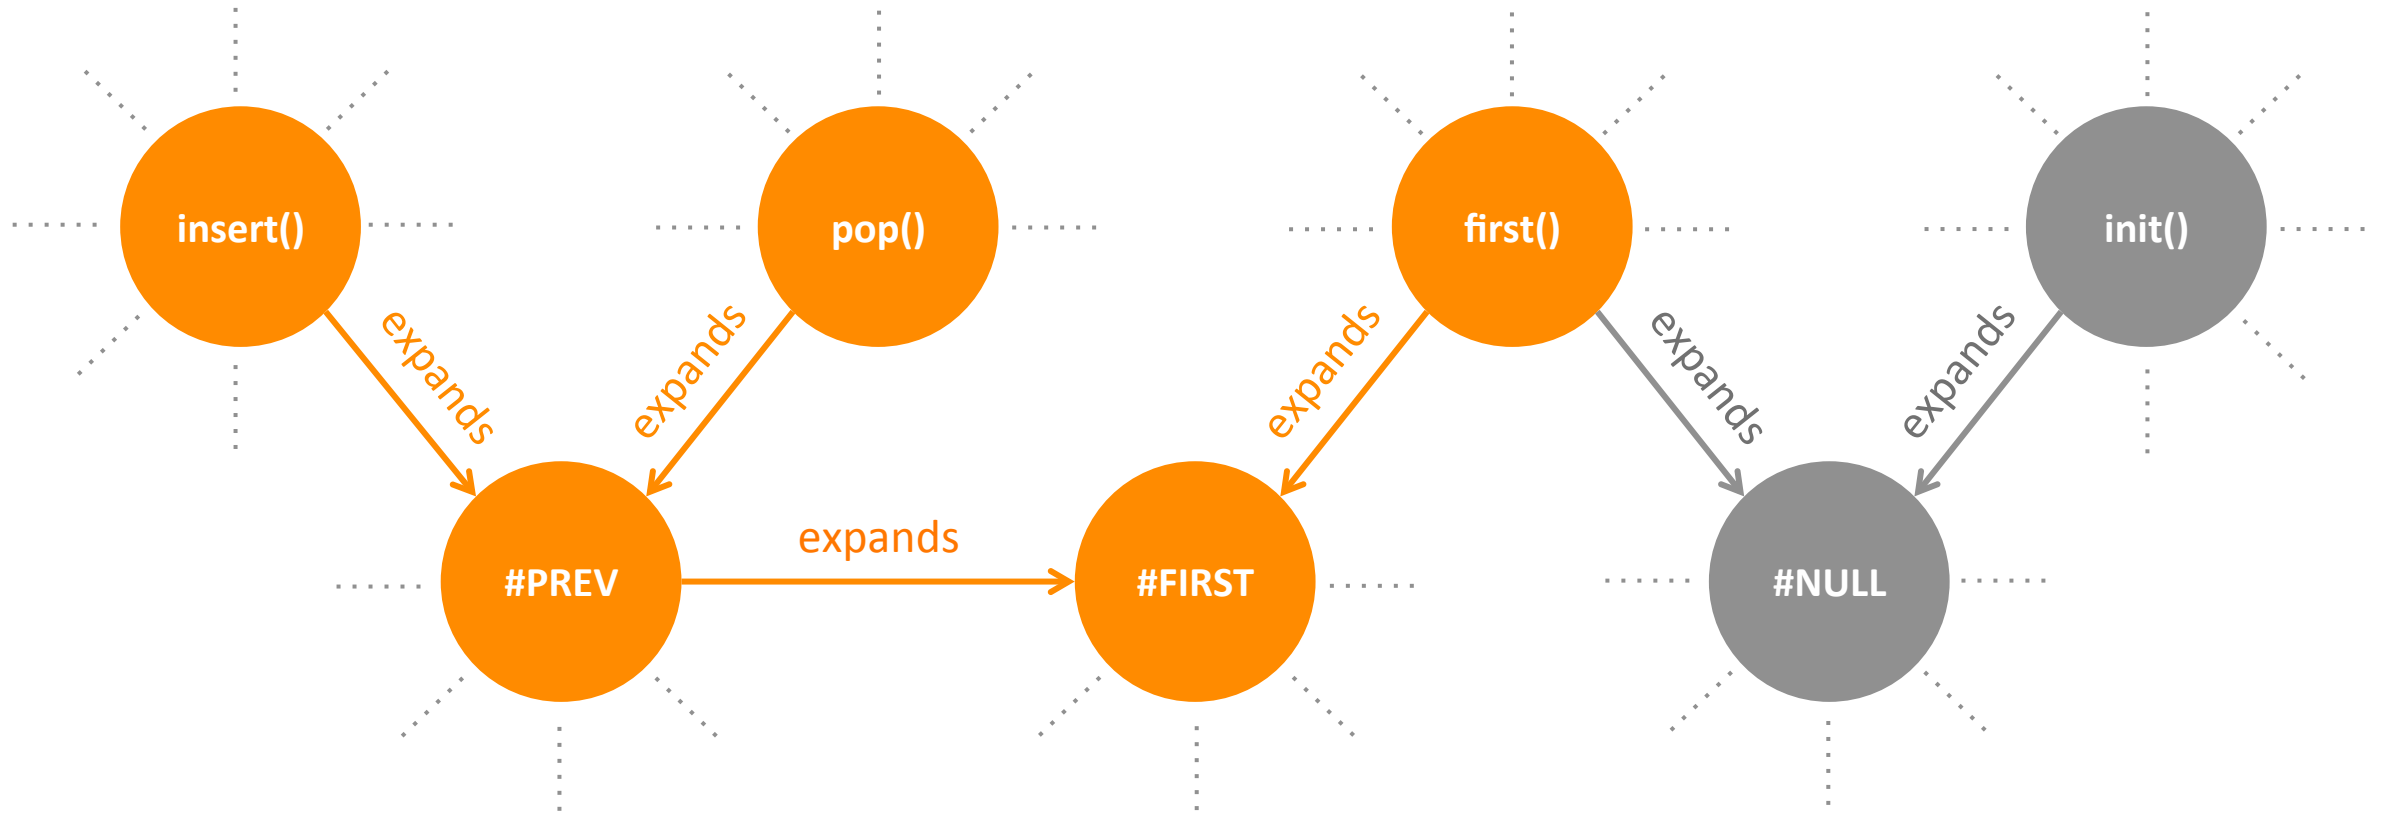 insert()
pop()
first()
init()
expands
expands
expands
expands
expands
expands
#PREV
#FIRST
#NULL